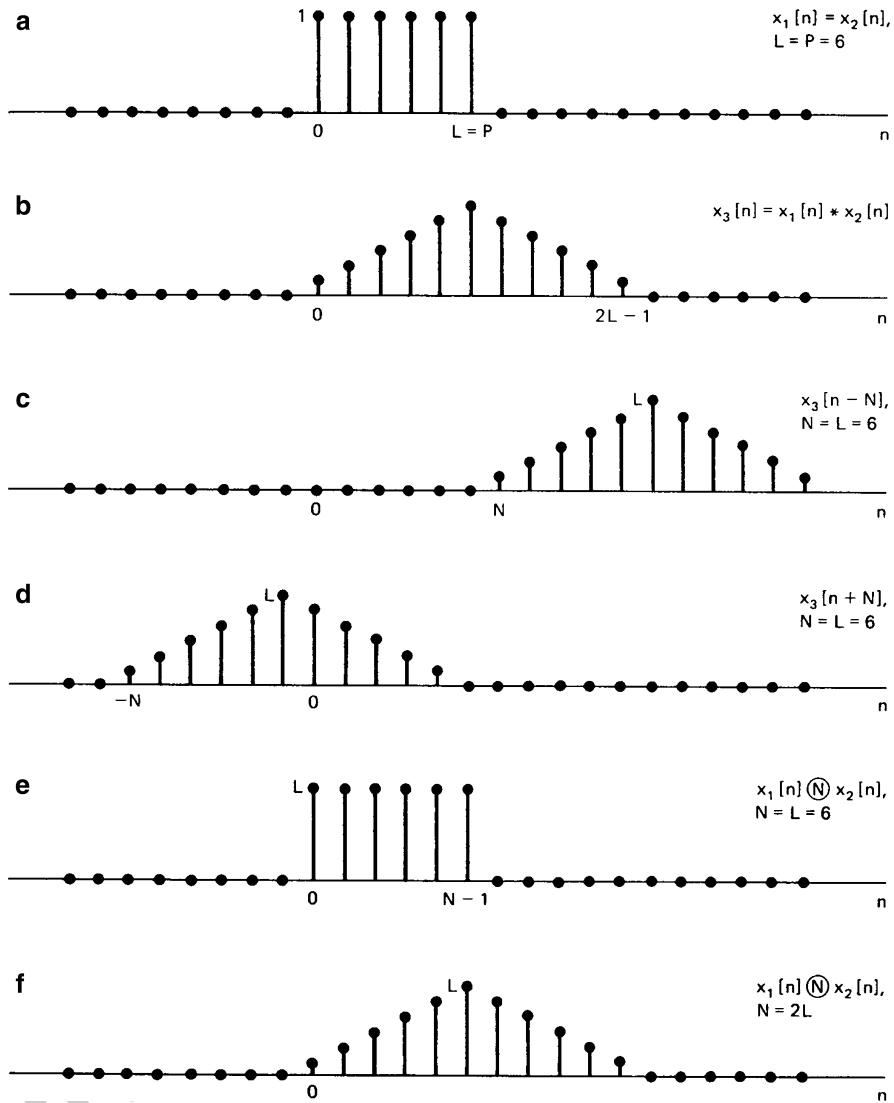 a
1
x₁[n] = x₂[n],
L = P = 6
0
L = P
n
b
x₃[n] = x₁[n] * x₂[n]
0
2L − 1
n
c
L
x₃[n − N],
N = L = 6
0
N
n
d
L
x₃[n + N],
N = L = 6
−N
0
n
e
L
x₁[n] Ⓝ x₂[n],
N = L = 6
0
N − 1
n
f
L
x₁[n] Ⓝ x₂[n],
N = 2L
0
n